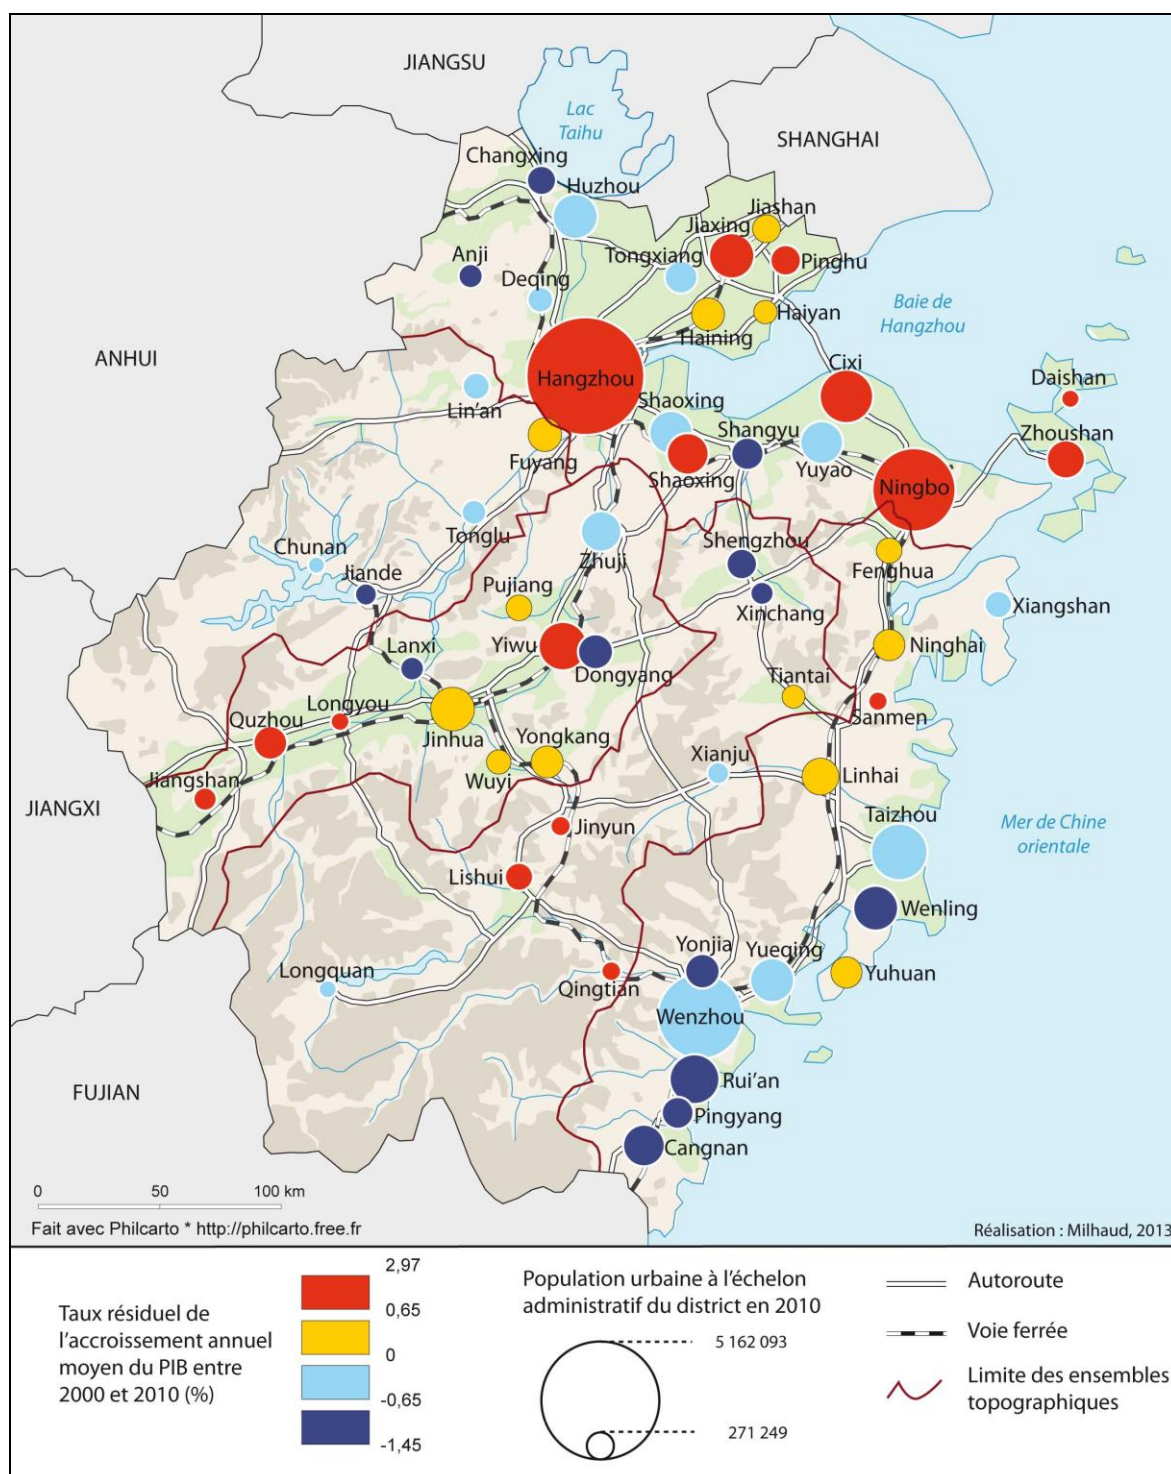 JIANGSU
Lac
Taihu
SHANGHAI
Changxing
Huzhou
Jiashan
Jiaxing
Anji
Tongxiang
Pinghu
Deqing
Baie de
Hangzhou
Haiyan
Haining
ANHUI
Cixi
Daishan
Hangzhou
Lin'an
Shaoxing
Shangyu
Zhoushan
Fuyang
Shaoxing
Yuyao
Ningbo
Tonglu
Chunan
Zhuji
Shengzhou
Fenghua
Jiande
Pujiang
Xinchang
Xiangshan
Lanxi
Yiwu
Ninghai
Dongyang
Tiantai
Longyou
Sanmen
Quzhou
Jinhua
Yongkang
Xianju
Jiangshan
Wuyi
Linhai
JIANGXI
Taizhou
Mer de Chine
orientale
Jinyun
Lishui
Wenling
Yonjia
Yueqing
Longquan
Qingtian
Yuhuan
Wenzhou
FUJIAN
Rui'an
Pingyang
Cangnan
0 50 100 km
Fait avec Philcarto * http://philcarto.free.fr
Réalisation : Milhaud, 2013
Taux résiduel de
l'accroissement annuel
moyen du PIB entre
2000 et 2010 (%)
2,97
0,65
0
-0,65
-1,45
Population urbaine à l'échelon
administratif du district en 2010
5 162 093
271 249
Autoroute
Voie ferrée
Limite des ensembles
topographiques